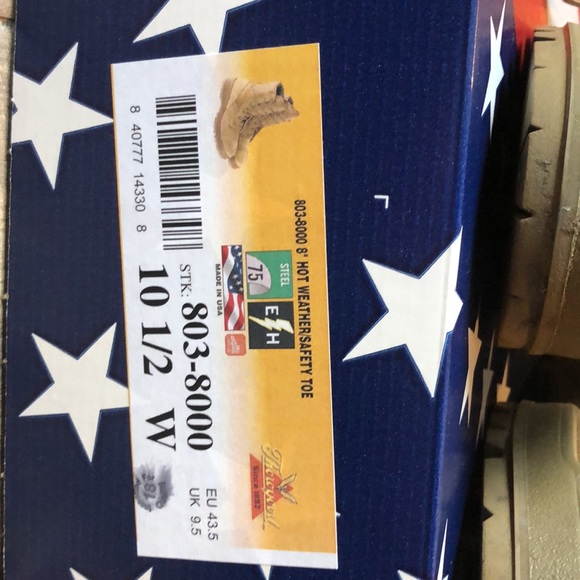 803-8000 8" HOT WEATHER/SAFETY TOE
STEEL
75
E H
MADE IN USA
Thorogood
Since 1892
8 40777 14330 8
STK: 803-8000
10 1/2 W
EU 43.5
UK 9.5